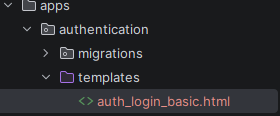 apps
authentication
migrations
templates
auth_login_basic.html